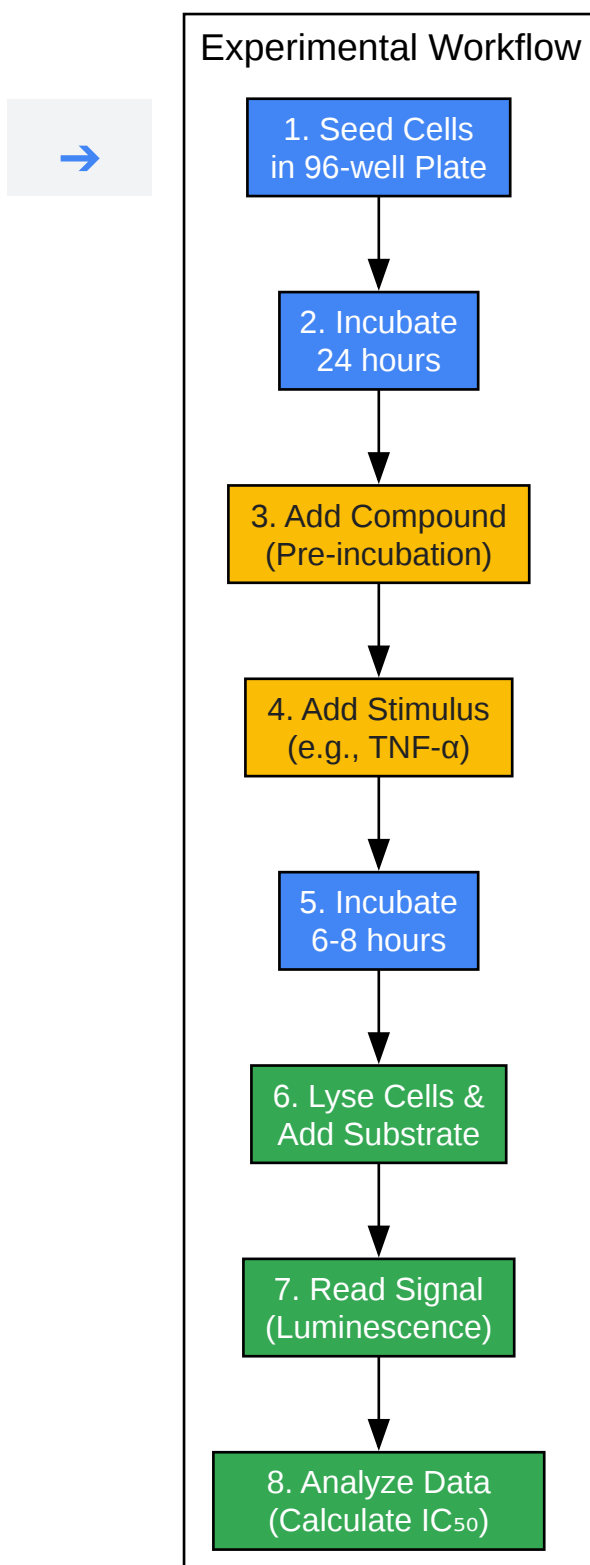 Experimental Workflow
➔
1. Seed Cells
in 96-well Plate
2. Incubate
24 hours
3. Add Compound
(Pre-incubation)
4. Add Stimulus
(e.g., TNF-α)
5. Incubate
6-8 hours
6. Lyse Cells &
Add Substrate
7. Read Signal
(Luminescence)
8. Analyze Data
(Calculate IC₅₀)